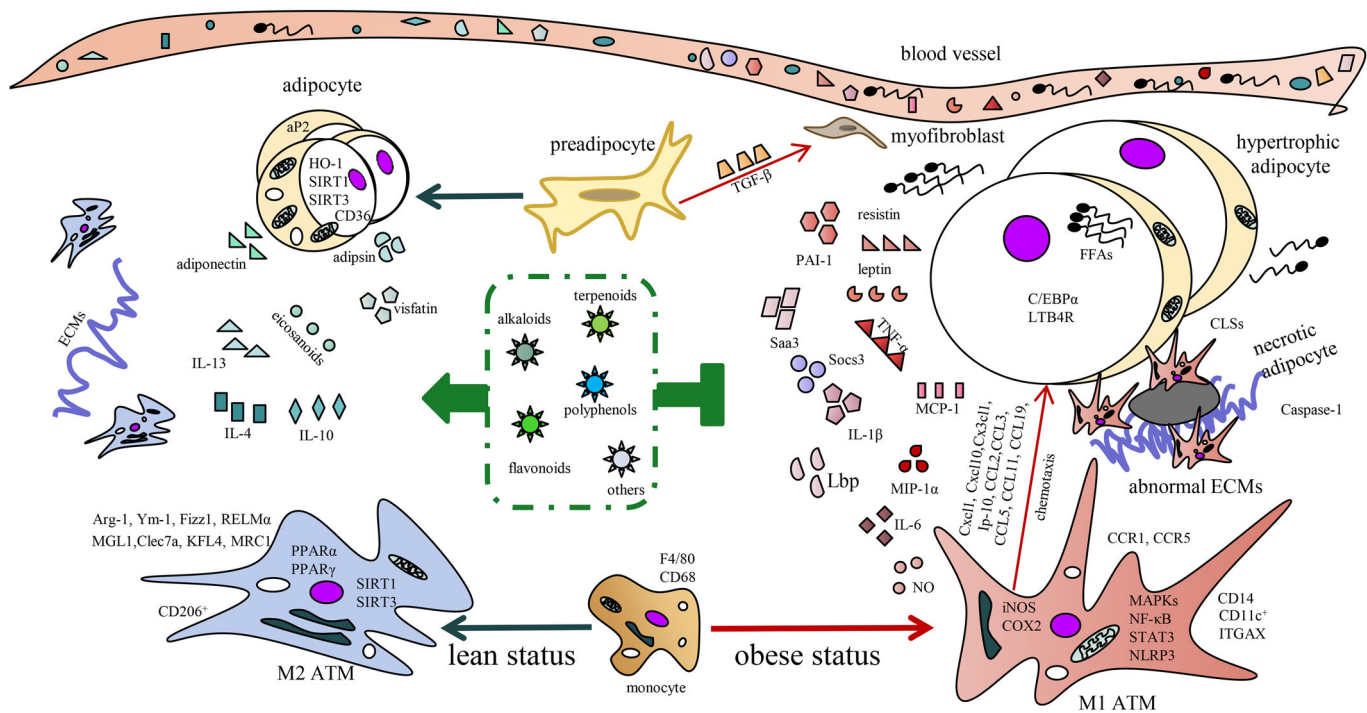 blood vessel
adipocyte
aP2
HO-1
SIRT1
SIRT3
CD36
preadipocyte
TGF-β
myofibroblast
hypertrophic
adipocyte
adiponectin
adipsin
visfatin
eicosanoids
ECMs
IL-13
IL-4
IL-10
terpenoids
alkaloids
polyphenols
flavonoids
others
resistin
PAI-1
leptin
Saa3
TNF-α
Socs3
MCP-1
IL-1β
Lbp
MIP-1α
IL-6
NO
FFAs
C/EBPα
LTB4R
CLSs
necrotic
adipocyte
Caspase-1
abnormal ECMs
Cxcl1, Cxcl10,Cx3cl1,
Ip-10, CCL2,CCL3,
CCL5, CCL11, CCL19,
chemotaxis
Arg-1, Ym-1, Fizz1, RELMα
MGL1,Clec7a, KFL4, MRC1
PPARα
PPARγ
SIRT1
SIRT3
CD206⁺
M2 ATM
lean status
F4/80
CD68
monocyte
obese status
CCR1, CCR5
iNOS
COX2
MAPKs
NF-κB
STAT3
NLRP3
CD14
CD11c⁺
ITGAX
M1 ATM